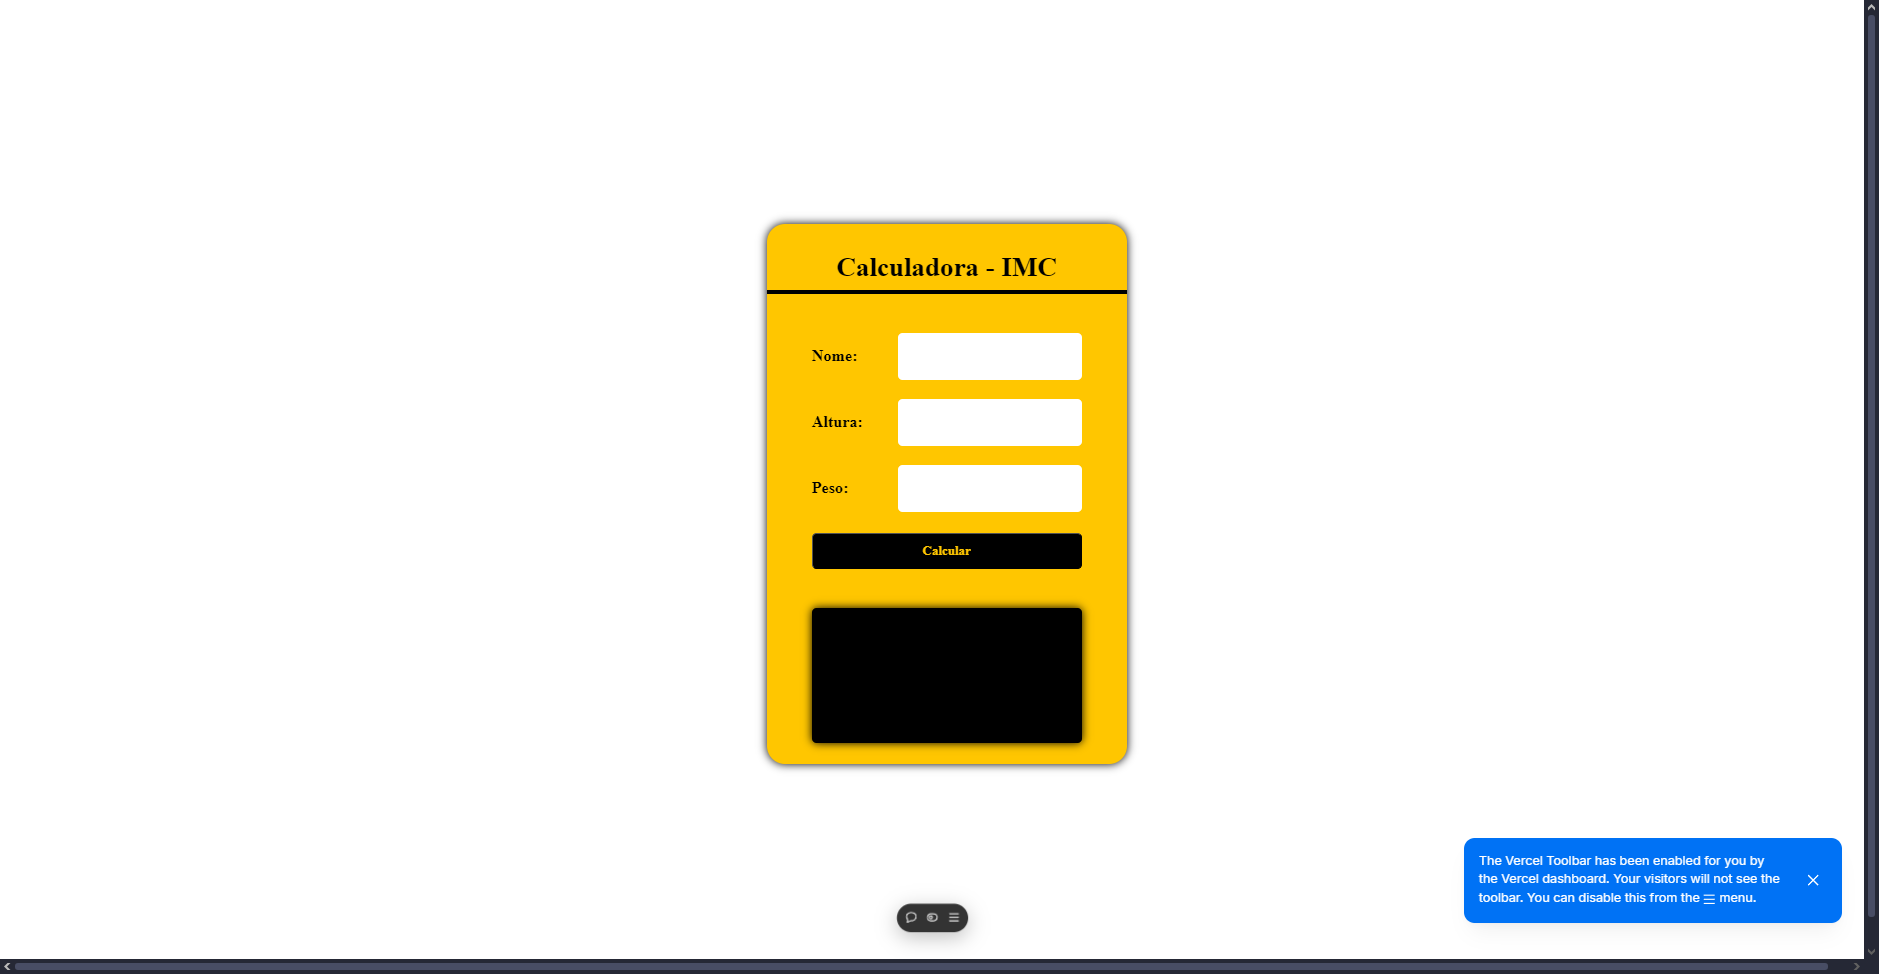 Calculadora - IMC
Nome:
Altura:
Peso:
Calcular
The Vercel Toolbar has been enabled for you by
the Vercel dashboard. Your visitors will not see the
toolbar. You can disable this from the ☰ menu.